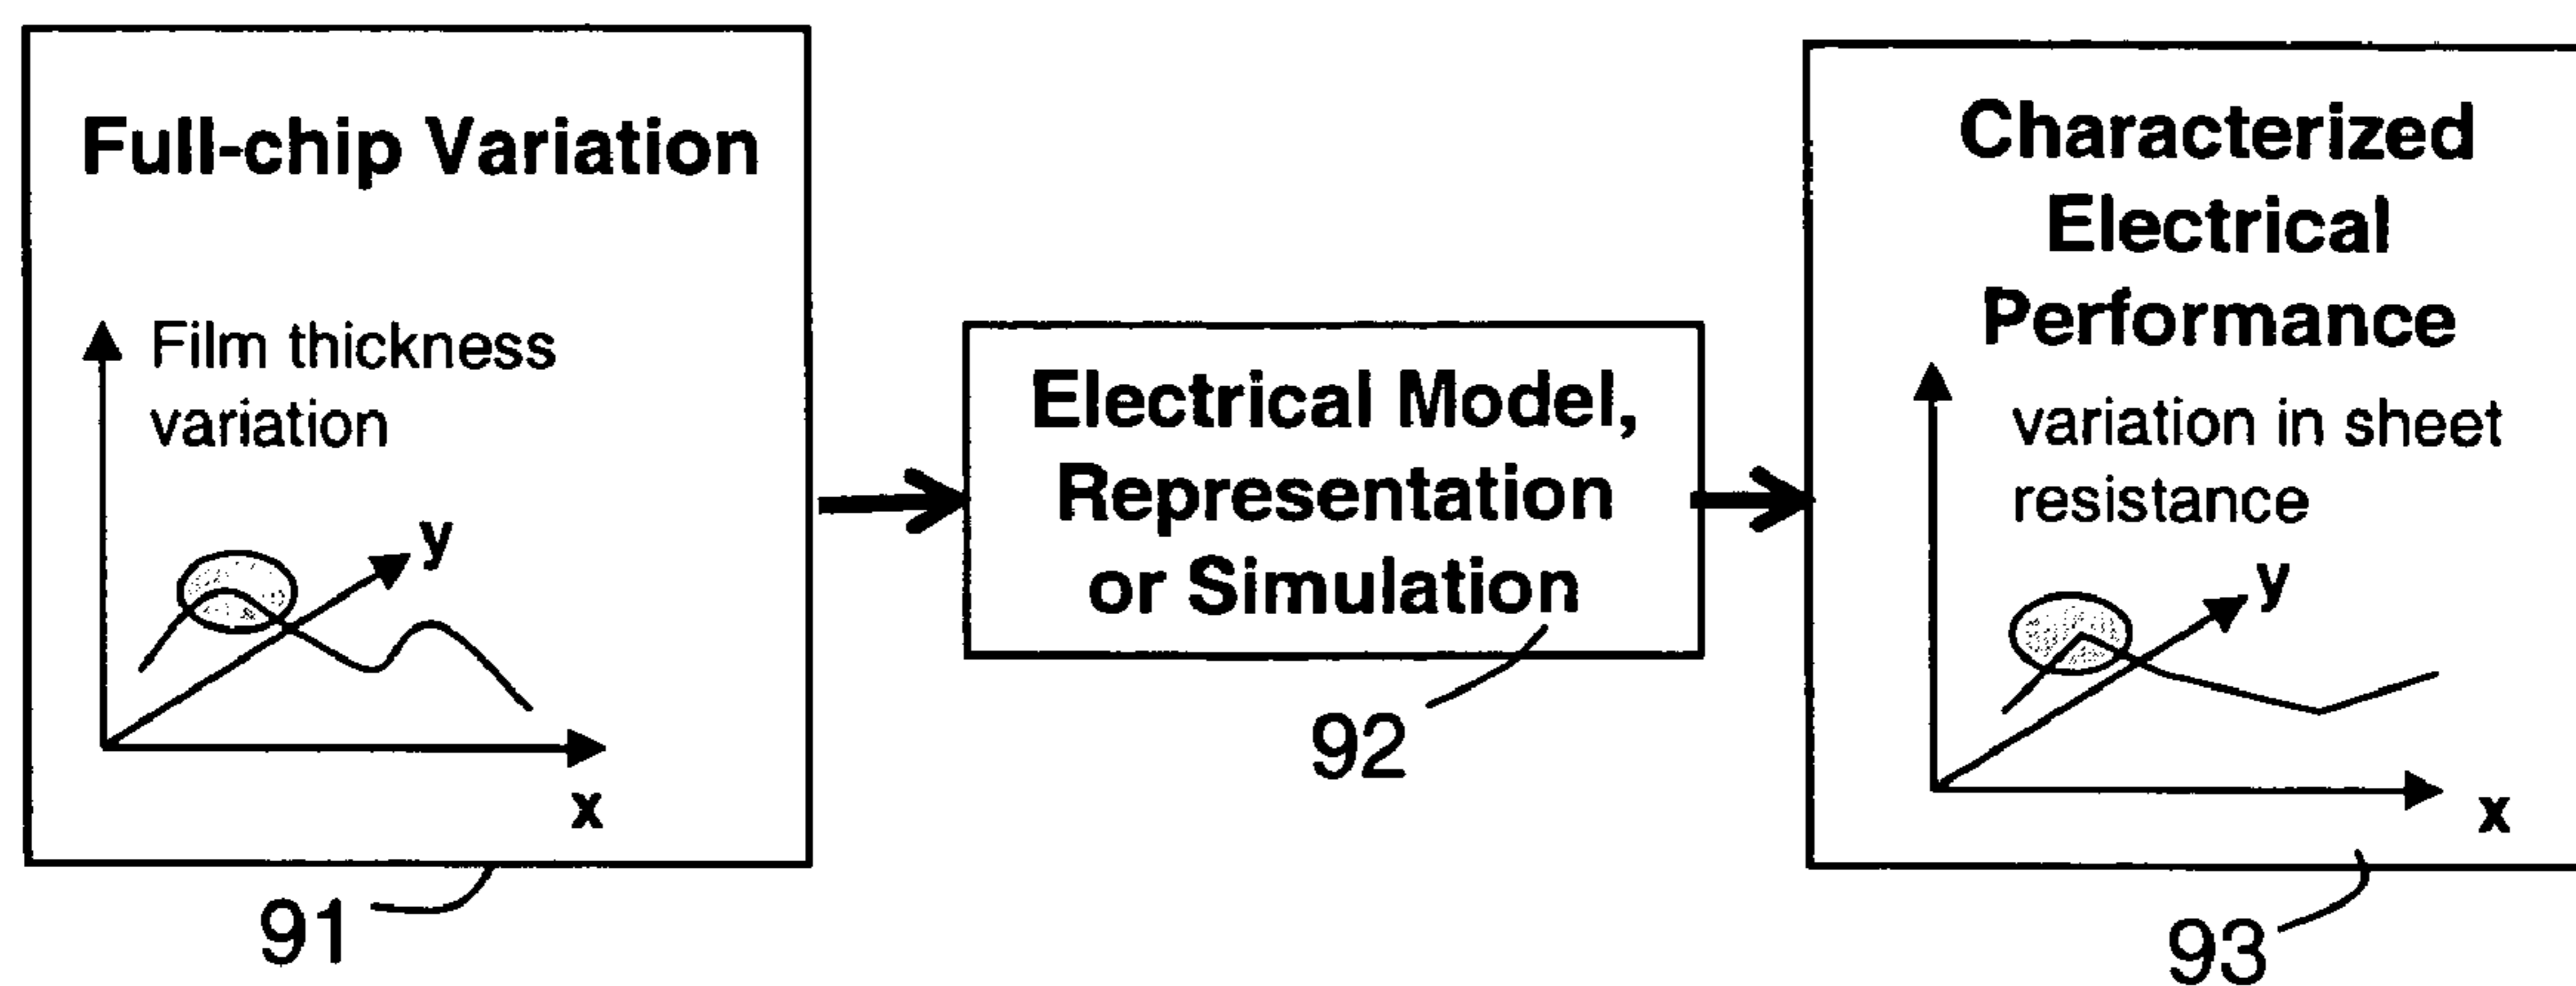 Full-chip Variation
Film thickness
variation
y
x
91
Electrical Model,
Representation
or Simulation
92
Characterized
Electrical
Performance
variation in sheet
resistance
y
x
93